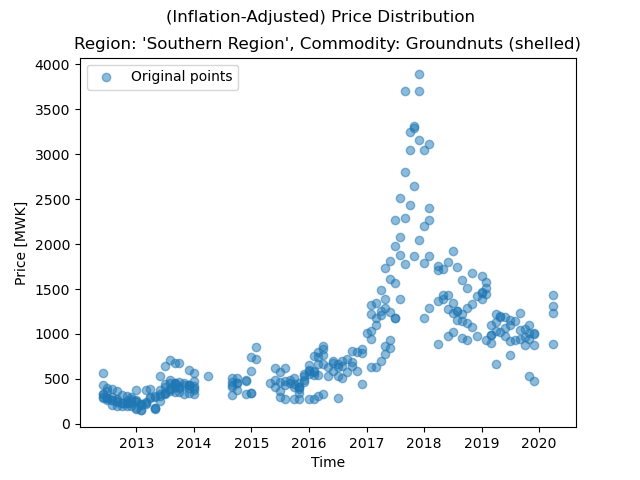 (Inflation-Adjusted) Price Distribution
Region: 'Southern Region', Commodity: Groundnuts (shelled)
Original points
4000
3500
3000
2500
2000
1500
1000
500
0
Price [MWK]
2013 2014 2015 2016 2017 2018 2019 2020
Time